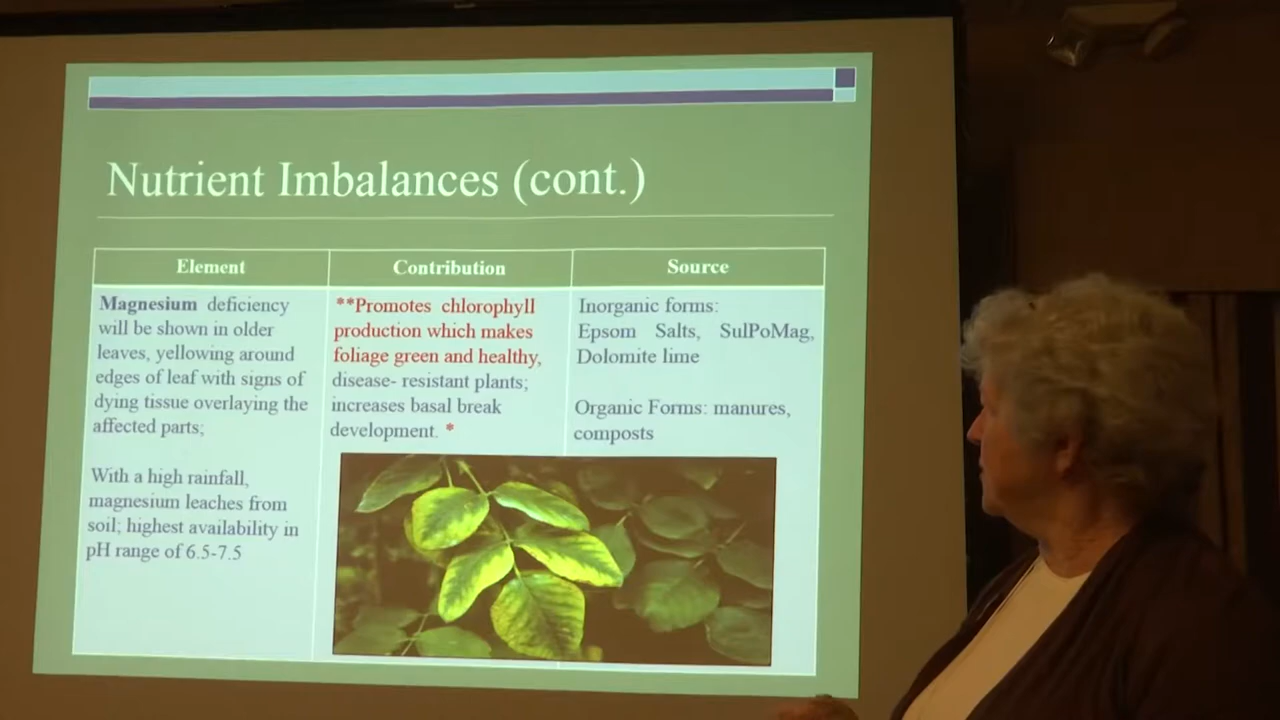 Nutrient Imbalances (cont.)
Element
Contribution
Source
Magnesium deficiency
will be shown in older
leaves, yellowing around
edges of leaf with signs of
dying tissue overlaying the
affected parts;
With a high rainfall,
magnesium leaches from
soil; highest availability in
pH range of 6.5-7.5
**Promotes chlorophyll
production which makes
foliage green and healthy,
disease- resistant plants;
increases basal break
development. *
Inorganic forms:
Epsom Salts, SulPoMag,
Dolomite lime
Organic Forms: manures,
composts